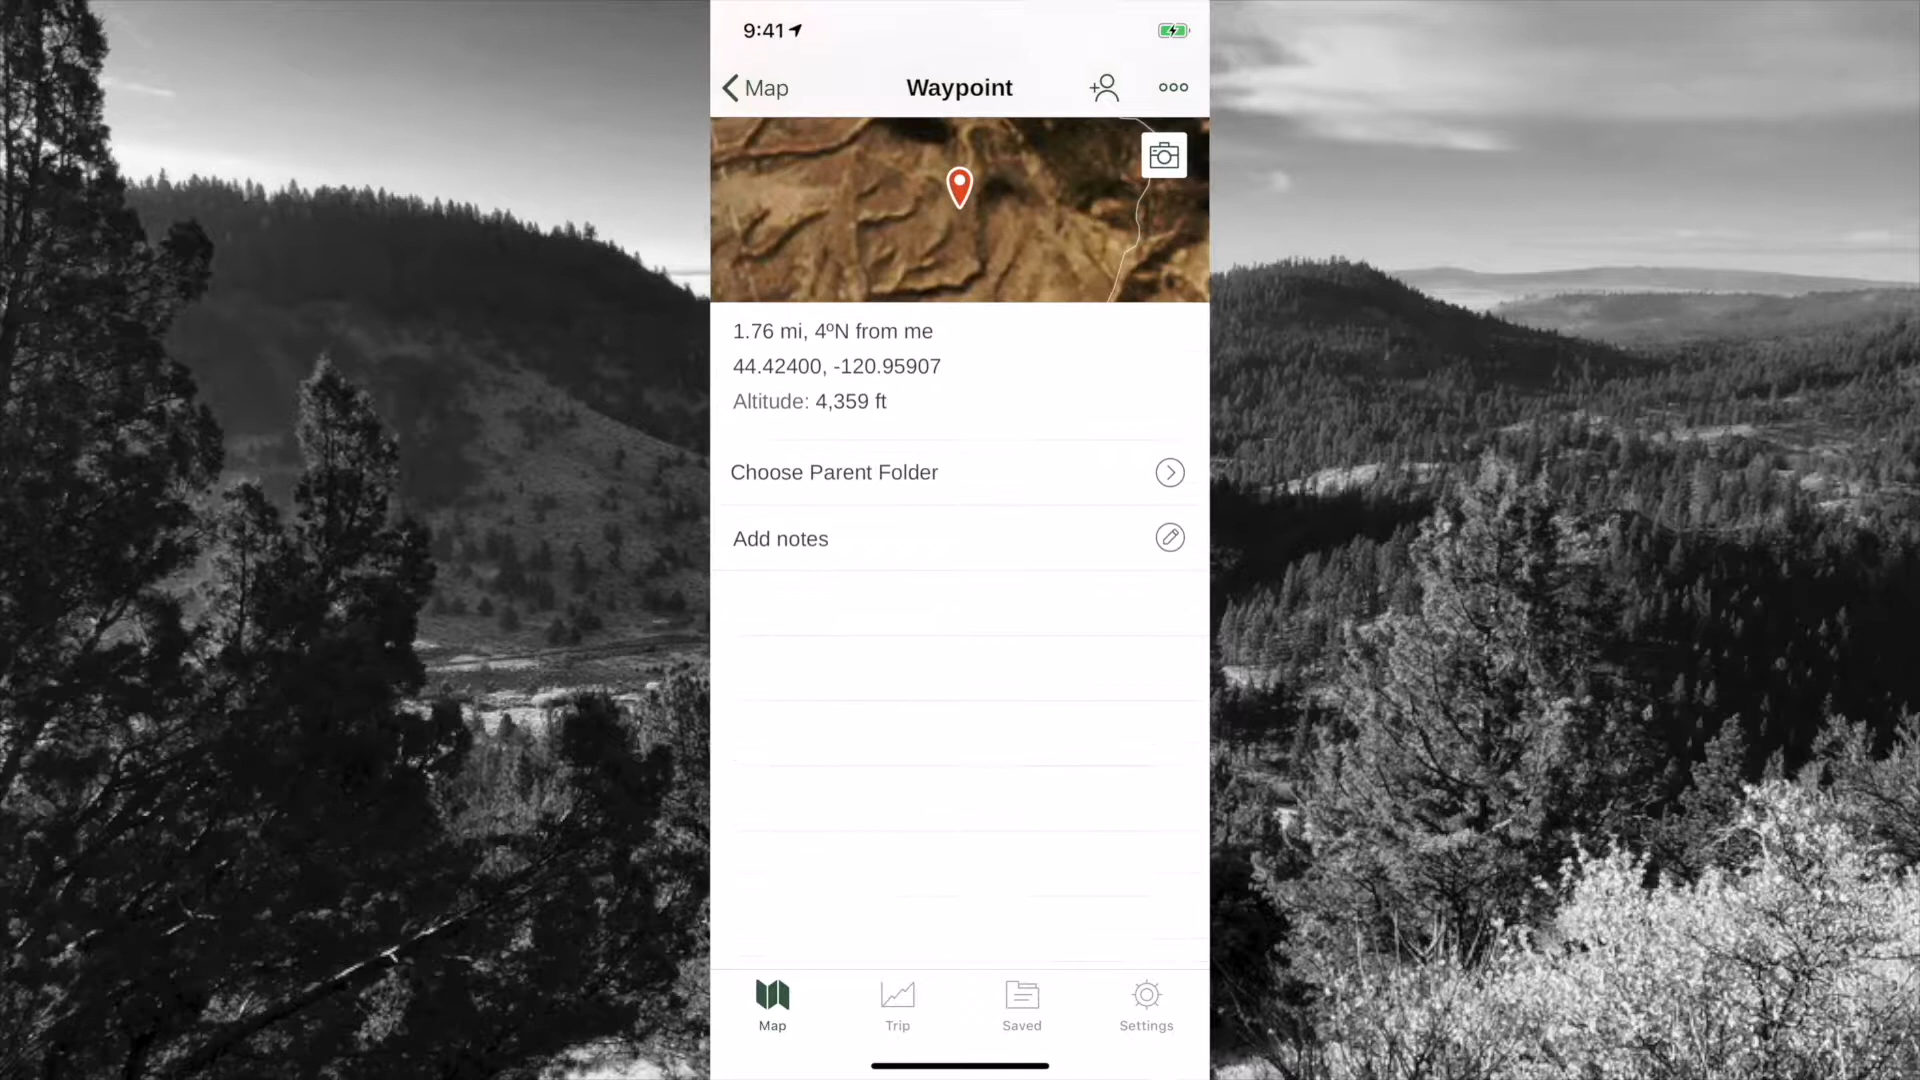 9:41
Map
Waypoint
1.76 mi, 4ºN from me
44.42400, -120.95907
Altitude: 4,359 ft
Choose Parent Folder
Add notes
Map
Trip
Saved
Settings